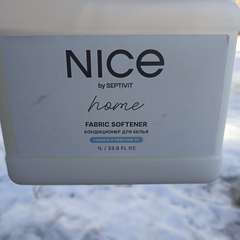 NICE
by SEPTIVIT
home
FABRIC SOFTENER
КОНДИЦИОНЕР ДЛЯ БЕЛЬЯ
1L / 33.8 FL OZ